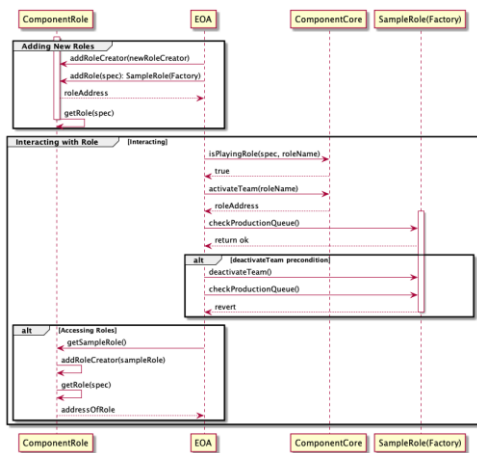 ComponentRole EOA ComponentCore SampleRole(Factory)
Adding New Roles
addRoleCreator(newRoleCreator)
addRole(spec): SampleRole(Factory)
roleAddress
getRole(spec)
Interacting with Role [Interacting]
isPlayingRole(spec, roleName)
true
activateTeam(roleName)
roleAddress
checkProductionQueue()
return ok
alt [deactivateTeam precondition]
deactivateTeam()
checkProductionQueue()
revert
alt [Accessing Roles]
getSampleRole()
addRoleCreator(sampleRole)
getRole(spec)
addressOfRole
ComponentRole EOA ComponentCore SampleRole(Factory)